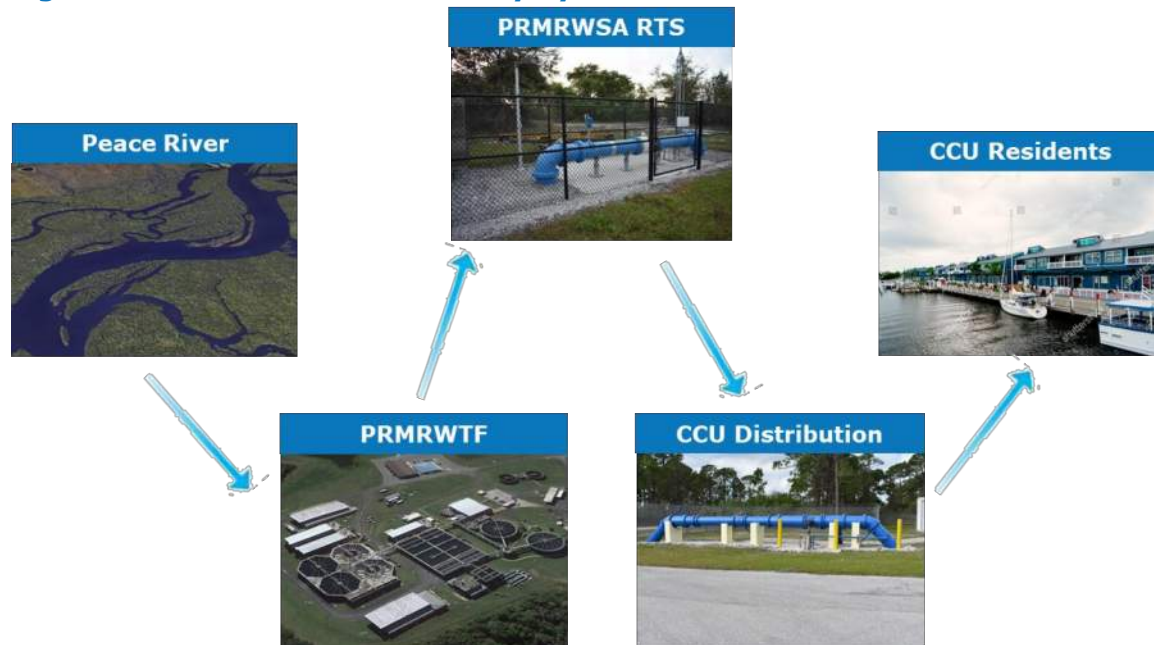 PRMRWSA RTS
Peace River
CCU Residents
PRMRWTF
CCU Distribution